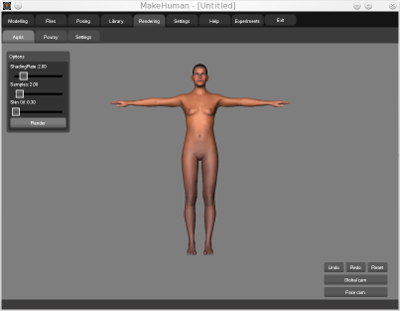 MakeHuman - [Untitled]
Modelling Files Posing Library Rendering Settings Help Experiments Exit
Aqsis Povray Settings
Options
ShadingRate: 2.00
Samples: 2.00
Skin Oil: 0.30
Render
Undo Redo Reset
Global cam
Face cam